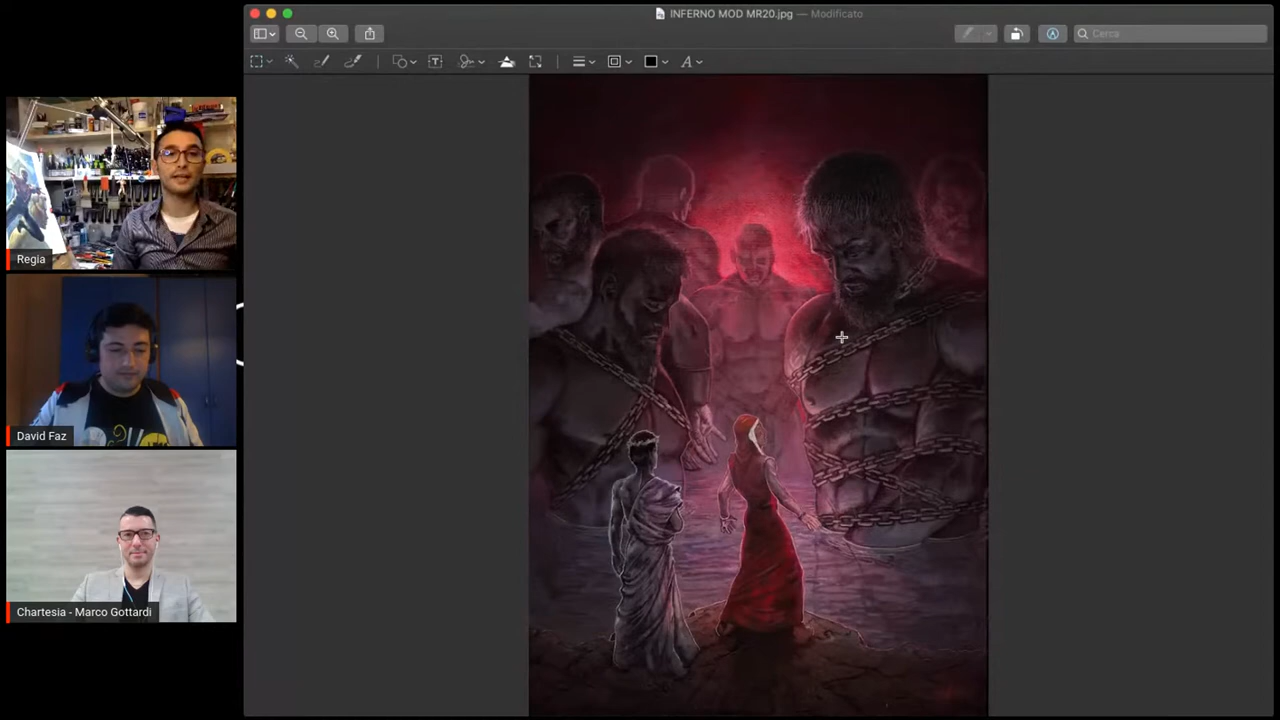 INFERNO MOD MR20.jpg — Modificato
Cerca
Regia
David Faz
Chartesia - Marco Gottardi